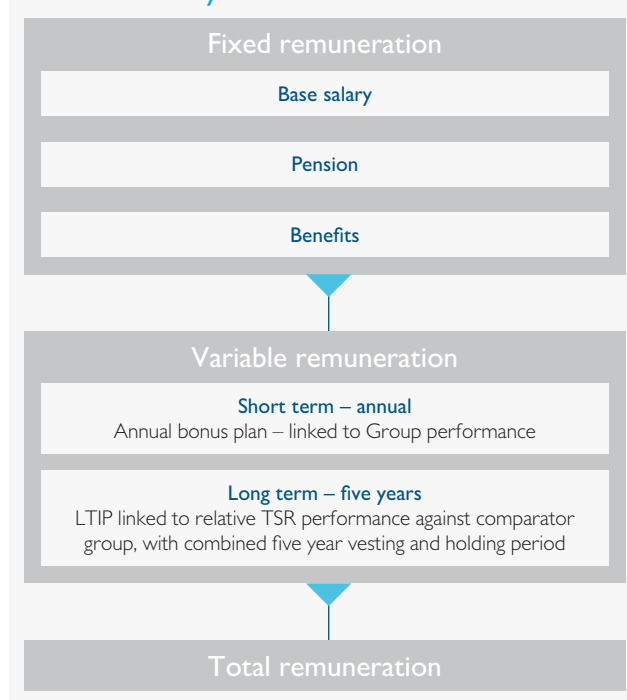 Fixed remuneration
Base salary
Pension
Benefits
Variable remuneration
Short term – annual
Annual bonus plan – linked to Group performance
Long term – five years
LTIP linked to relative TSR performance against comparator
group, with combined five year vesting and holding period
Total remuneration